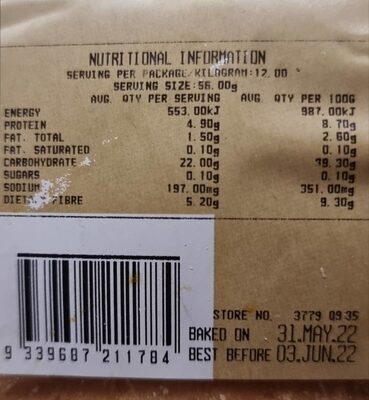 NUTRITIONAL INFORMATION
SERVING PER PACKAGE/KILOGRAM:12.00
SERVING SIZE:56.00g
AVG. QTY PER SERVING AVG. QTY PER 100G
ENERGY 553.00kJ 987.00kJ
PROTEIN 4.90g 8.70g
FAT. TOTAL 1.50g 2.60g
FAT. SATURATED 0.10g 0.10g
CARBOHYDRATE 22.00g 39.30g
SUGARS 0.10g 0.10g
SODIUM 197.00mg 351.00mg
FIBRE 5.20g 9.30g
STORE NO. 3779 09 35
BAKED ON 31.MAY.22
BEST BEFORE 03.JUN.22
9 339687 211784